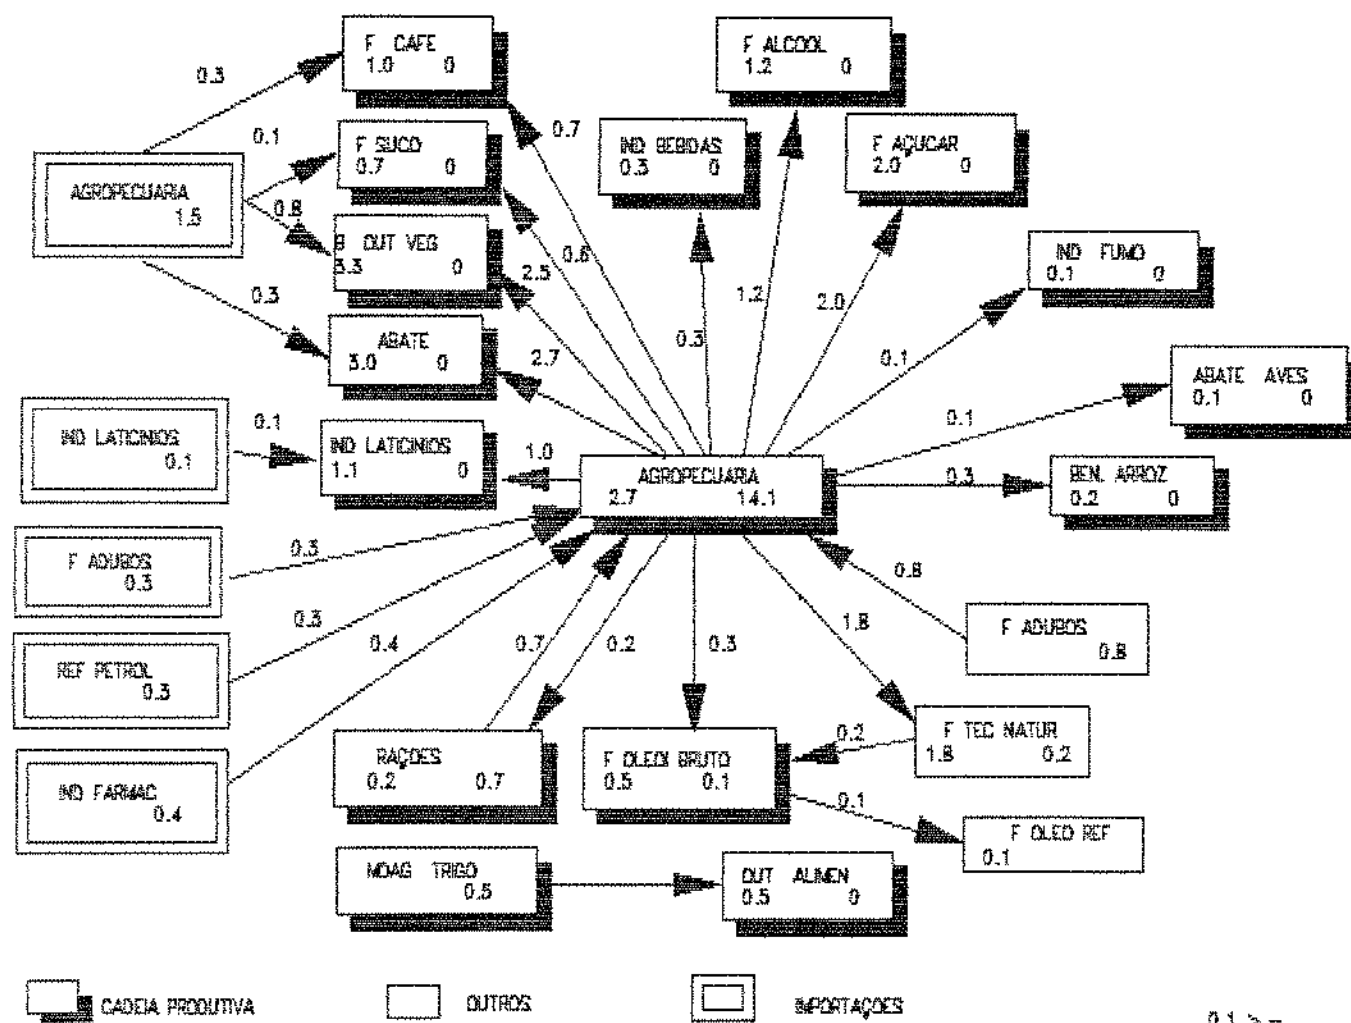 F CAFE
1.0 0
F ALCOOL
1.2 0
0.3
0.1
0.7
F SUCO
0.7 0
IND BEBIDAS
0.3 0
F AÇUCAR
2.0 0
AGROPECUARIA
1.5
0.8
B OUT VEG
3.3 0
0.6
2.5
1.2
2.0
IND FUMO
0.1 0
0.3
ABATE
3.0 0
2.7
0.3
0.1
ABATE AVES
0.1 0
IND LATICINIOS
0.1
0.1
IND LATICINIOS
1.1 0
1.0
AGROPECUARIA
2.7 14.1
0.1
0.3
BEN. ARROZ
0.2 0
F ADUBOS
0.3
0.3
0.8
F ADUBOS
0.8
REF PETROL
0.3
0.3
0.4
0.7
0.2
0.3
1.8
IND FARMAC
0.4
RAÇOES
0.2 0.7
F OLEOI BRUTO
0.5 0.1
0.2
F TEC NATUR
1.8 0.2
0.1
F OLEO REF
0.1
MOAG TRIGO
0.5
OUT ALIMEN
0.5 0
CADEIA PRODUTIVA
OUTROS
IMPORTAÇOES
0.1 > -